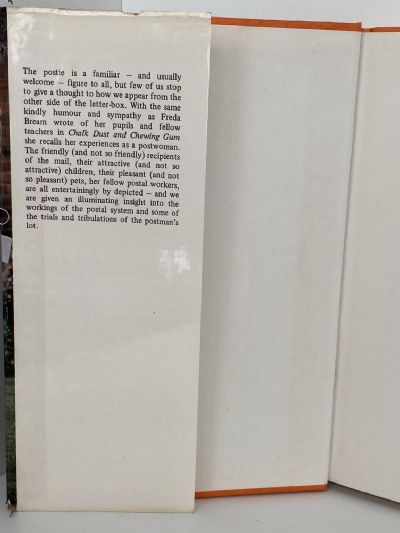 The postie is a familiar – and usually
welcome – figure to all, but few of us stop
to give a thought to how we appear from the
other side of the letter-box. With the same
kindly humour and sympathy as Freda
Bream wrote of her pupils and fellow
teachers in Chalk Dust and Chewing Gum
she recalls her experiences as a postwoman.
The friendly (and not so friendly) recipients
of the mail, their attractive (and not so
attractive) children, their pleasant (and not
so pleasant) pets, her fellow postal workers,
are all entertainingly by depicted – and we
are given an illuminating insight into the
workings of the postal system and some of
the trials and tribulations of the postman's
lot.